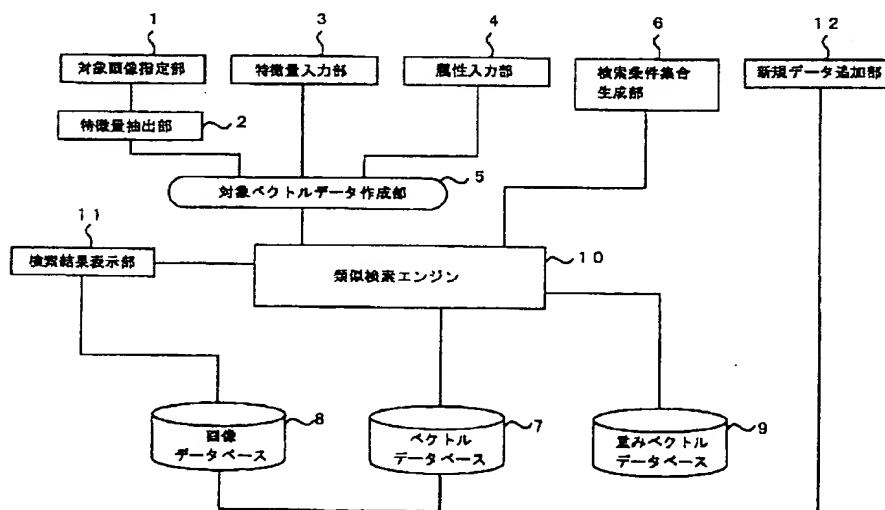 1
3
4
6
12
対象画像指定部
特徴量入力部
属性入力部
検索条件集合
生成部
新規データ追加部
特徴量抽出部
2
対象ベクトルデータ作成部
5
11
検索結果表示部
類似検索エンジン
10
画像
データベース
8
ベクトル
データベース
7
重みベクトル
データベース
9